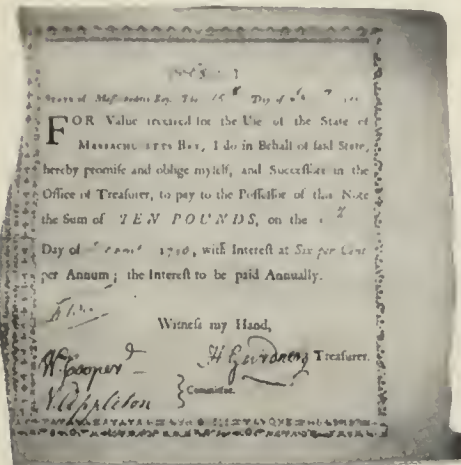 State of Day of
FOR Value received for the Use of the State of
MASSACHUSETTS BAY, I do in Behalf of said State,
hereby promise and oblige myself, and Successors in the
Office of Treasurer, to pay to the Possessor of this Note
the Sum of TEN POUNDS, on the
Day of with Interest at Six per Cent
per Annum; the Interest to be paid Annually.
Witness my Hand,
W Cooper H Gardner Treasurer.
N Appleton } Committee.